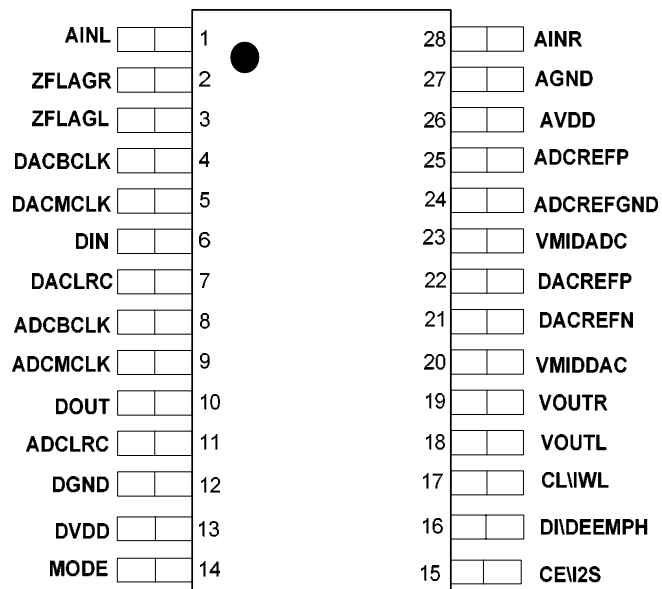 AINL 1 28 AINR
ZFLAGR 2 27 AGND
ZFLAGL 3 26 AVDD
DACBCLK 4 25 ADCREFP
DACMCLK 5 24 ADCREFGND
DIN 6 23 VMIDADC
DACLRC 7 22 DACREFP
ADCBCLK 8 21 DACREFN
ADCMCLK 9 20 VMIDDAC
DOUT 10 19 VOUTR
ADCLRC 11 18 VOUTL
DGND 12 17 CL\IWL
DVDD 13 16 DI\DEEMPH
MODE 14 15 CE\I2S